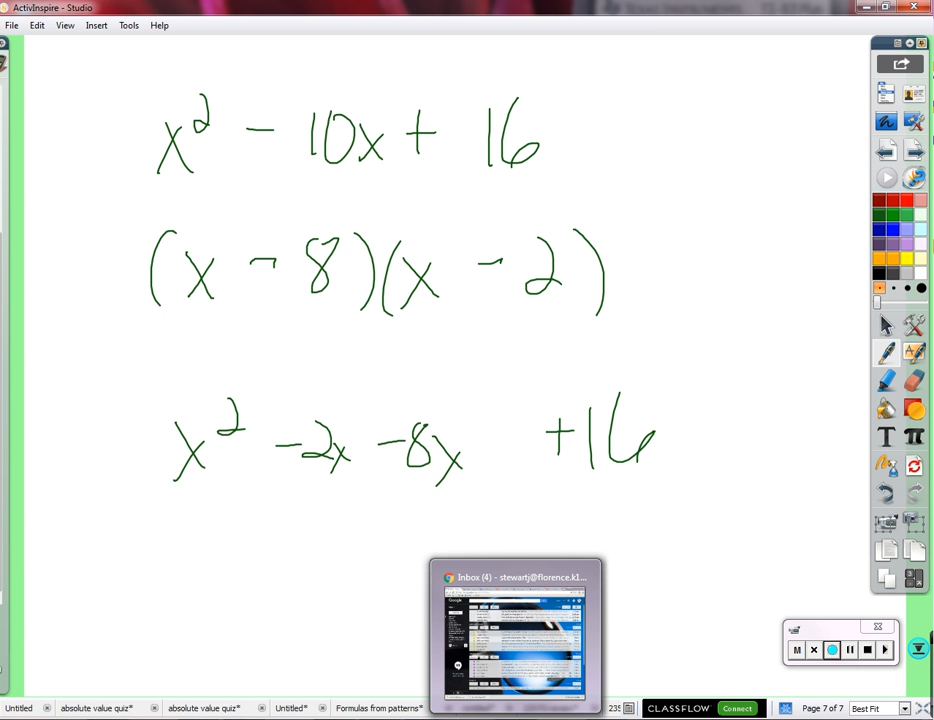 ActivInspire - Studio
File Edit View Insert Tools Help
x² - 10x + 16
(x - 8)(x - 2)
x² - 2x - 8x + 16
Inbox (4) - stewartj@florence.k1...
Google
M
Untitled absolute value quiz* absolute value quiz* Untitled* Formulas from patterns* 235 CLASSFLOW Connect Page 7 of 7 Best Fit